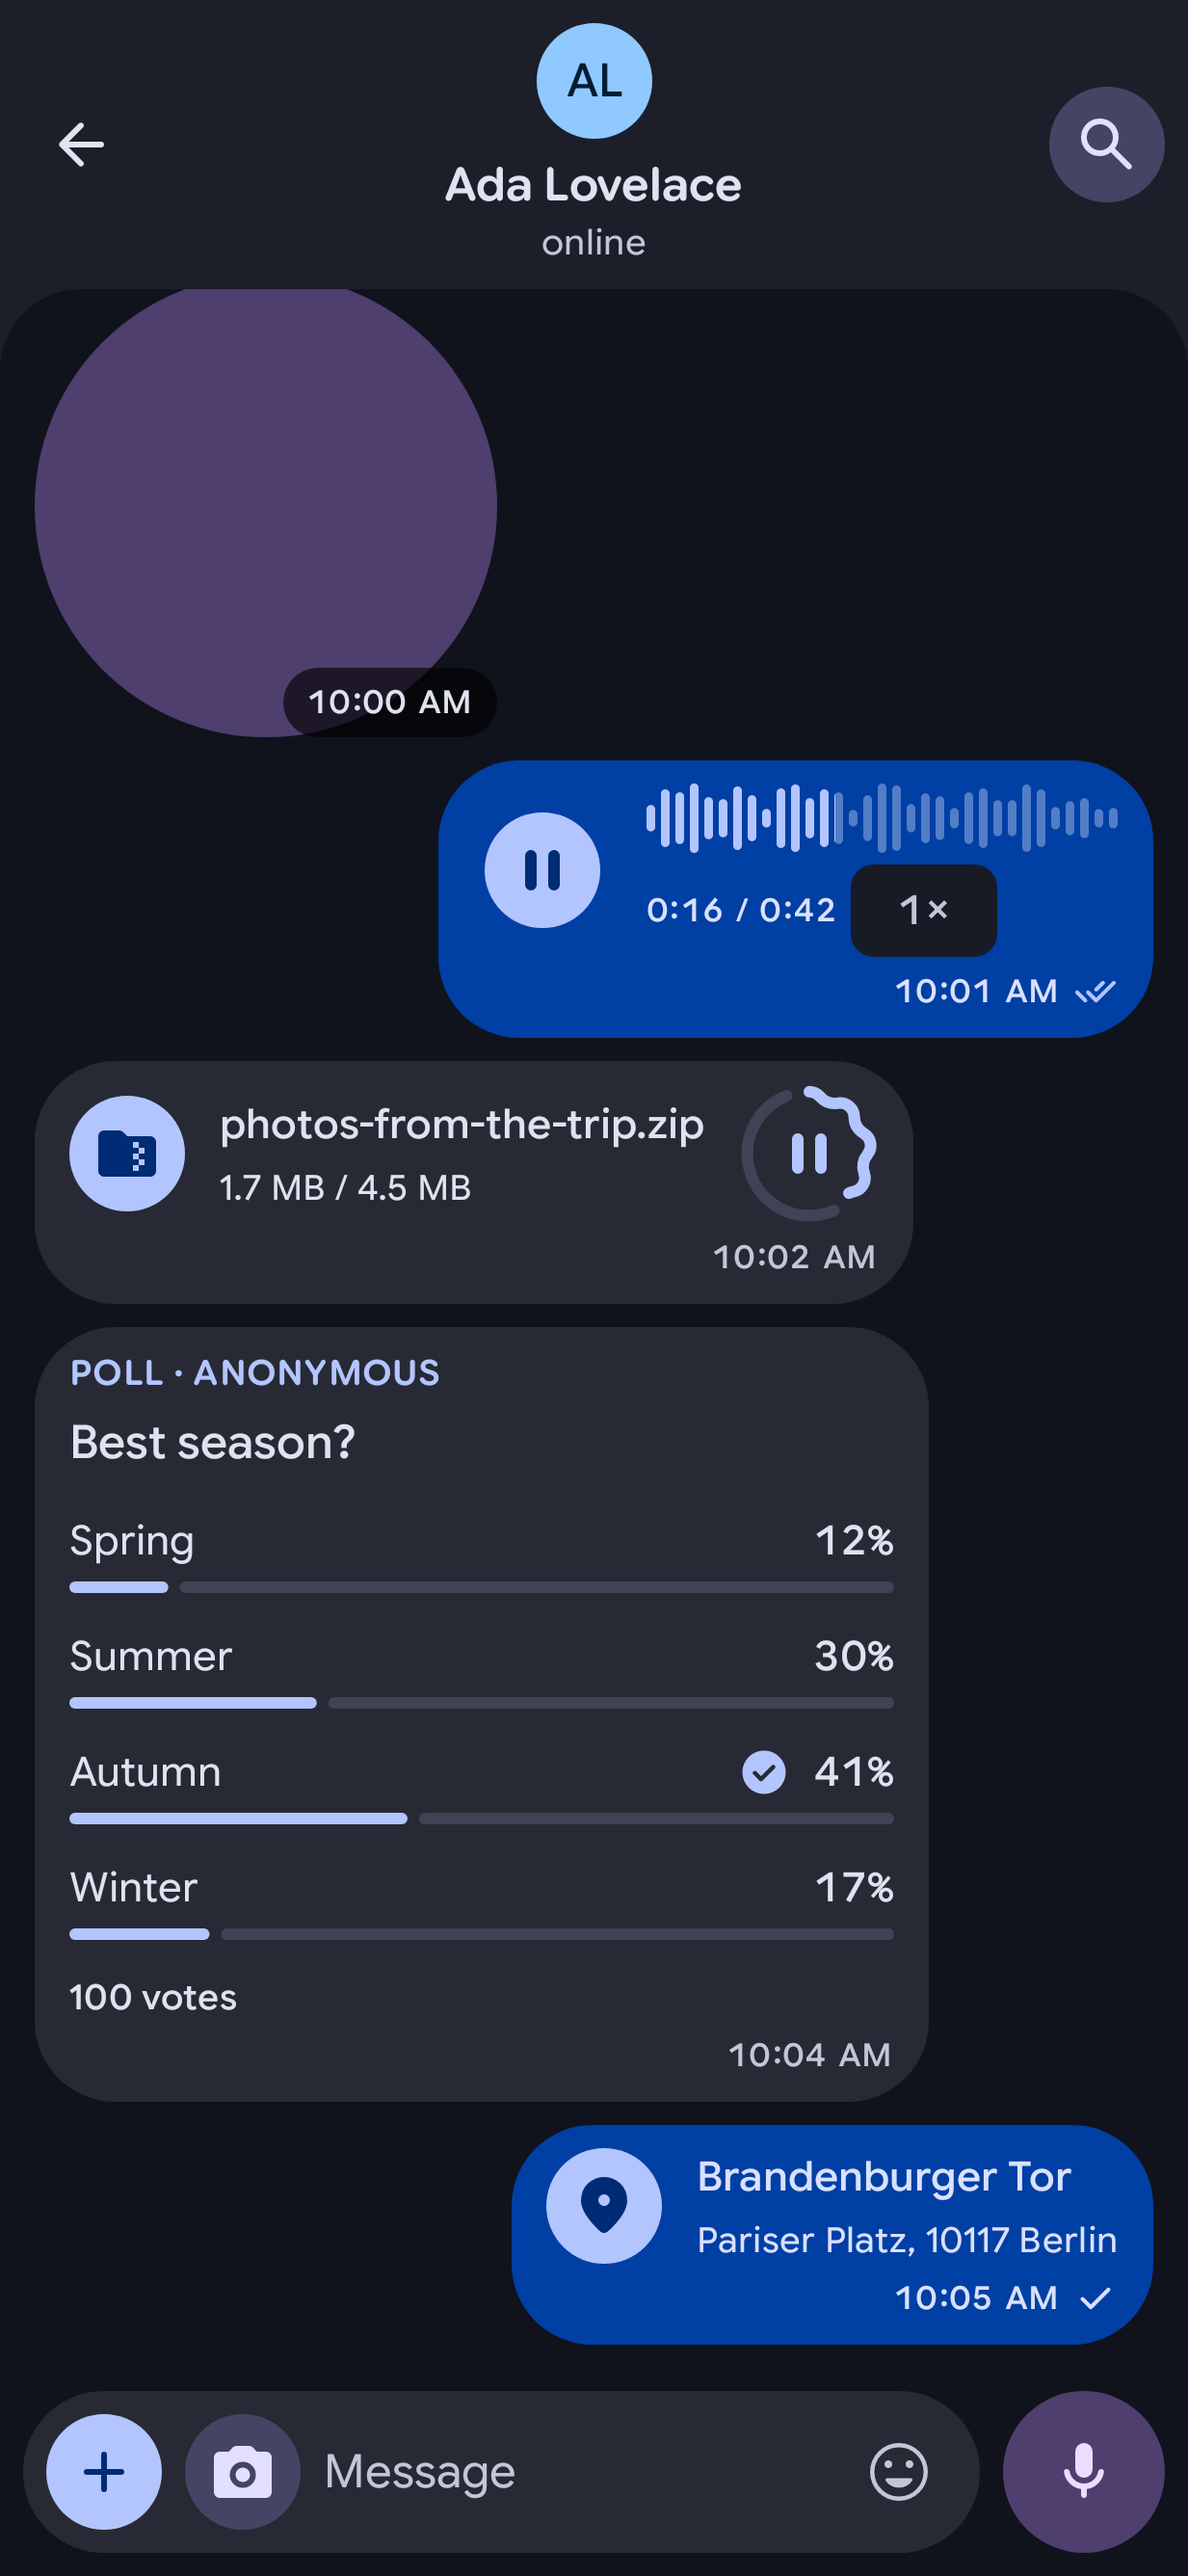 AL
Ada Lovelace
online
10:00 AM
0:16 / 0:42
1×
10:01 AM
photos-from-the-trip.zip
1.7 MB / 4.5 MB
10:02 AM
POLL · ANONYMOUS
Best season?
Spring 12%
Summer 30%
Autumn 41%
Winter 17%
100 votes
10:04 AM
Brandenburger Tor
Pariser Platz, 10117 Berlin
10:05 AM
Message